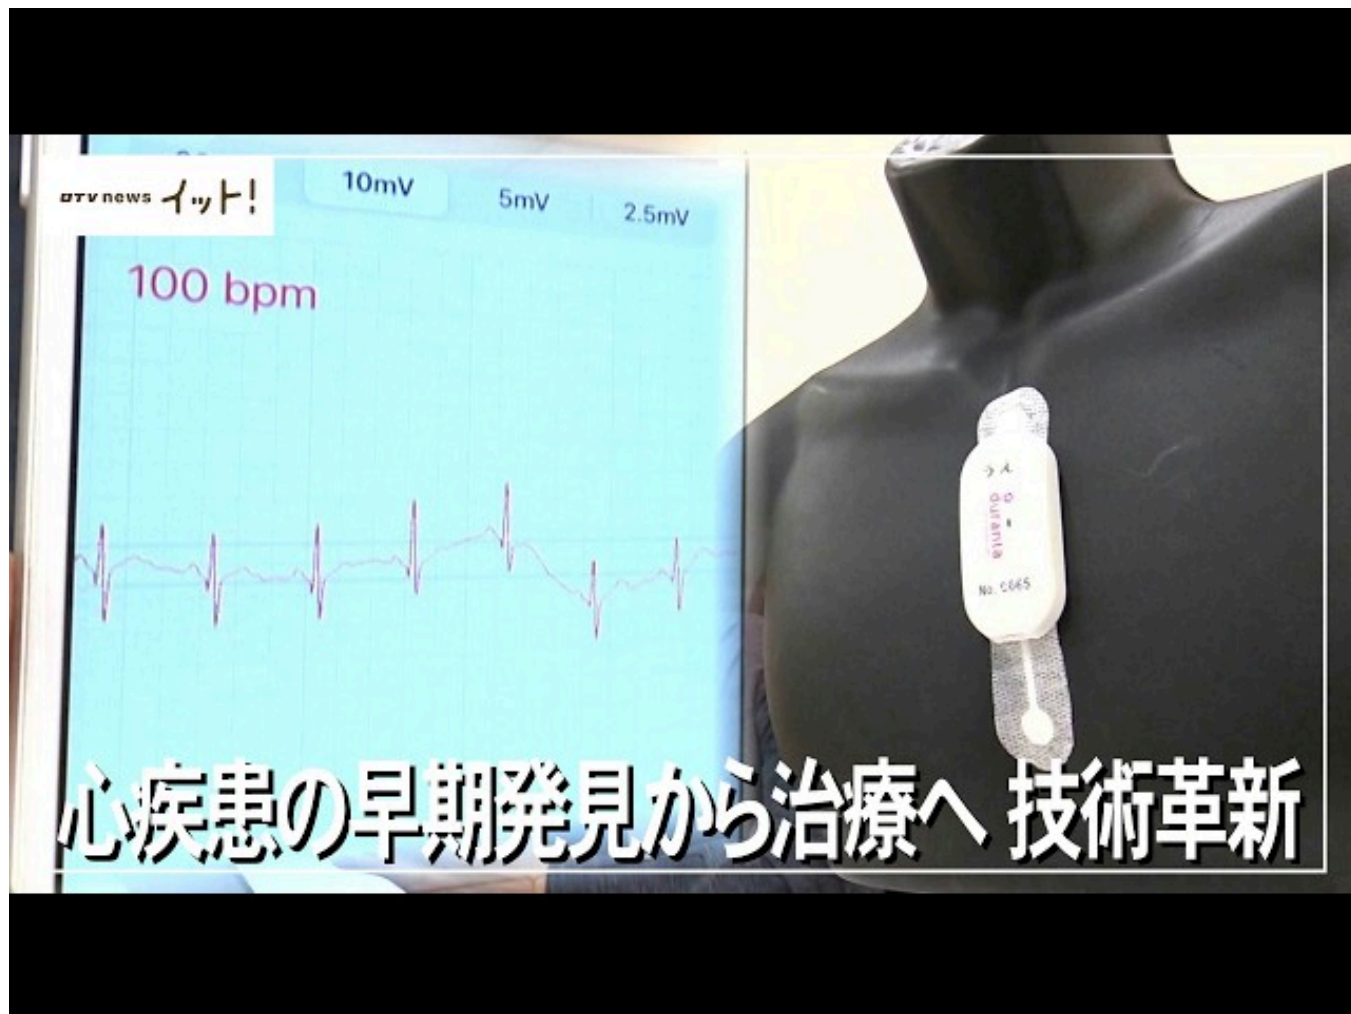 OTV news イット!
10mV
5mV
2.5mV
100 bpm
duranta
No.
心疾患の早期発見から治療へ 技術革新